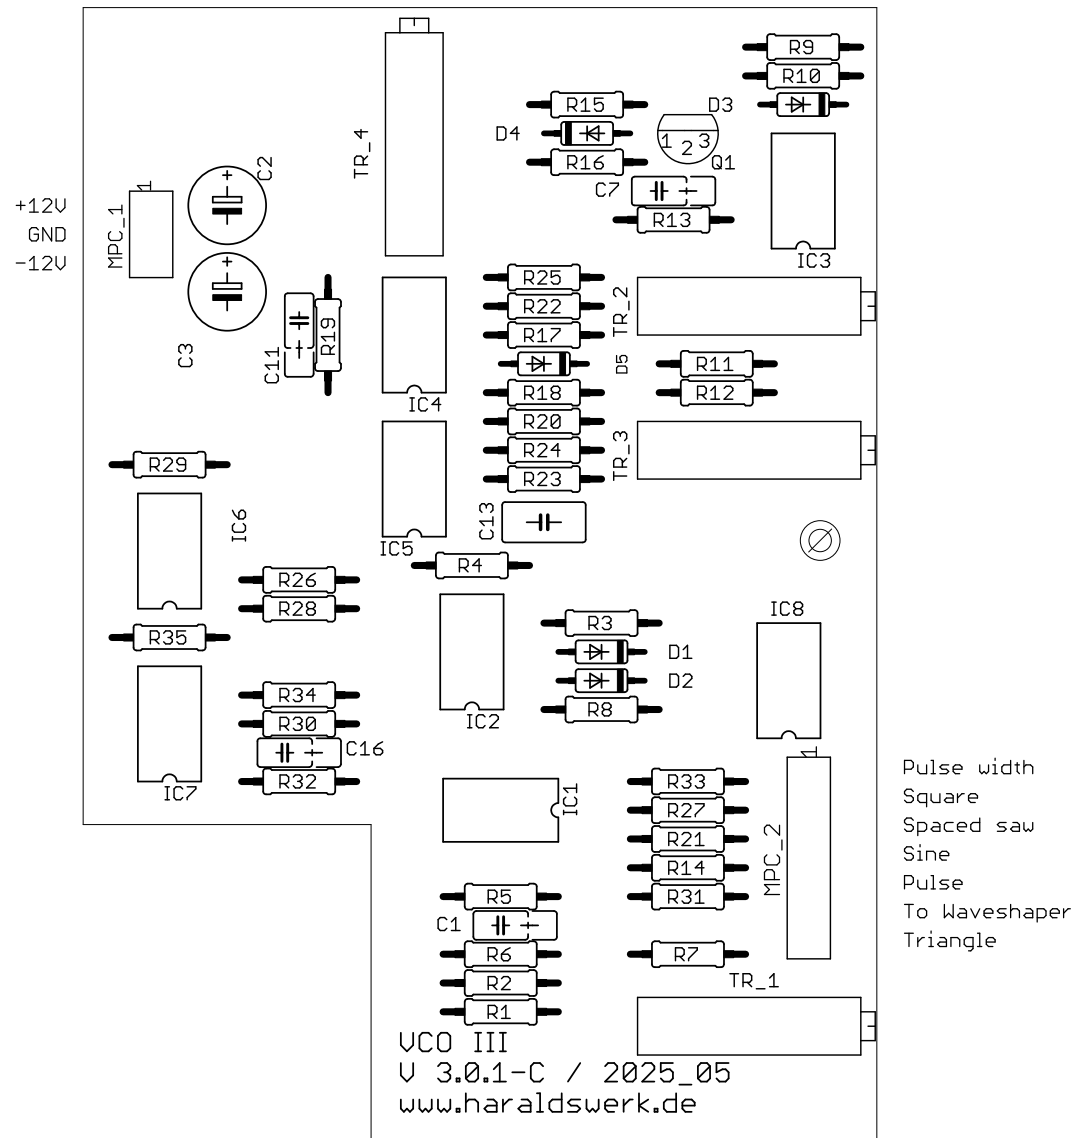 R9
R10
R15
D3
D4
1 2 3
TR_4
R16
Q1
C2
1
+
C7
+12V
R13
MPC_1
GND
-12V
IC3
+
R25
TR_2
R22
R19
R17
C3
C11
D5
R11
R18
R12
IC4
R20
TR_3
R24
R29
R23
C13
IC6
IC5
R4
R26
R28
IC8
R3
R35
D1
D2
R34
R8
IC2
R30
C16
1
R32
R33
Pulse width
IC7
IC1
Square
R27
Spaced saw
R21
MPC_2
Sine
R14
Pulse
R5
R31
To Waveshaper
C1
Triangle
R6
R7
R2
TR_1
R1
VCO III
V 3.0.1-C / 2025_05
www.haraldswerk.de